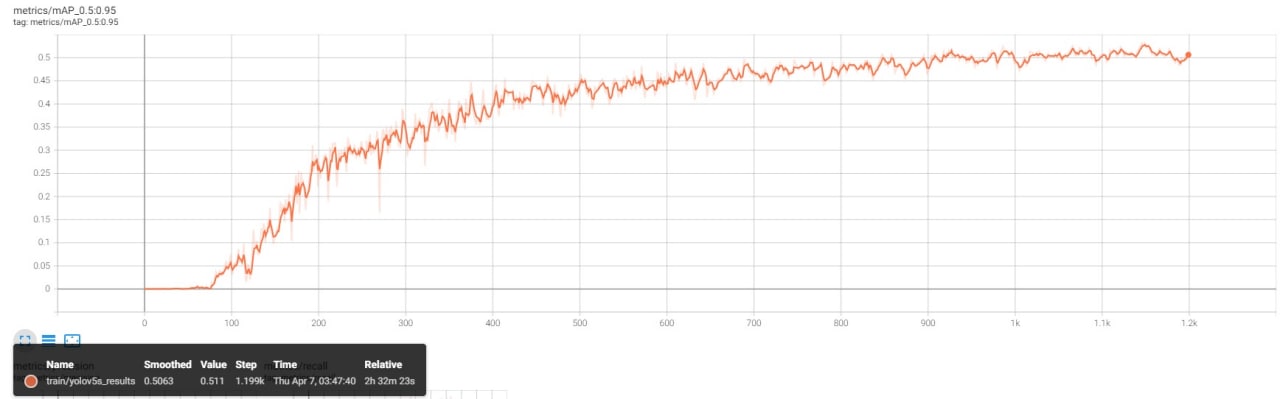 metrics/mAP_0.5:0.95
tag: metrics/mAP_0.5:0.95
0.5
0.45
0.4
0.35
0.3
0.25
0.2
0.15
0.1
0.05
0
0 100 200 300 400 500 600 700 800 900 1k 1.1k 1.2k
Name Smoothed Value Step Time Relative
train/yolov5s_results 0.5063 0.511 1.199k Thu Apr 7, 03:47:40 2h 32m 23s